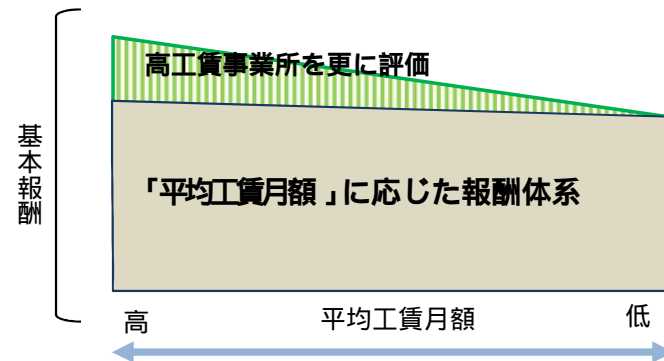 高工賃事業所を更に評価
基本報酬
「平均工賃月額」に応じた報酬体系
高 平均工賃月額 低